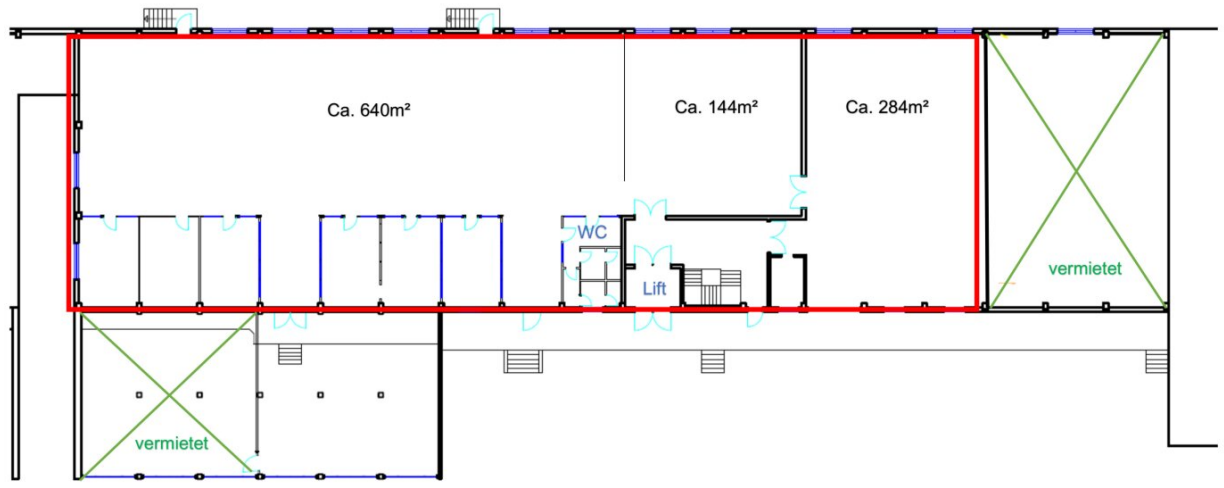 Ca. 640m²
Ca. 144m²
Ca. 284m²
WC
Lift
vermietet
vermietet